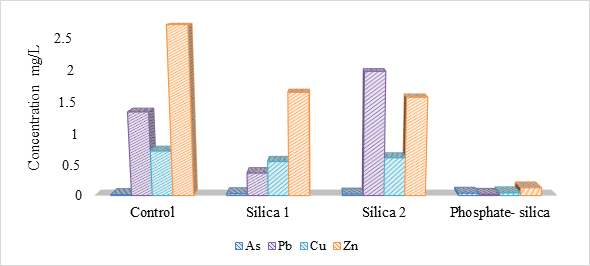 Concentration mg/L
2.5
2
1.5
1
0.5
0
Control Silica 1 Silica 2 Phosphate- silica
As Pb Cu Zn